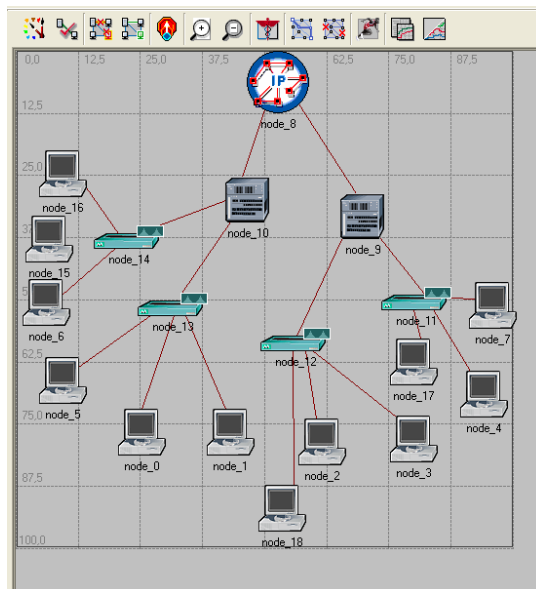 0,0 12,5 25,0 37,5 62,5 75,0 87,5
IP
node_8
12,5
25,0
node_16
node_10
node_9
node_15
node_14
node_6
node_13
node_11
node_7
62,5
node_12
node_5
node_17
node_4
75,0
node_0
node_1
node_2
node_3
87,5
node_18
100,0